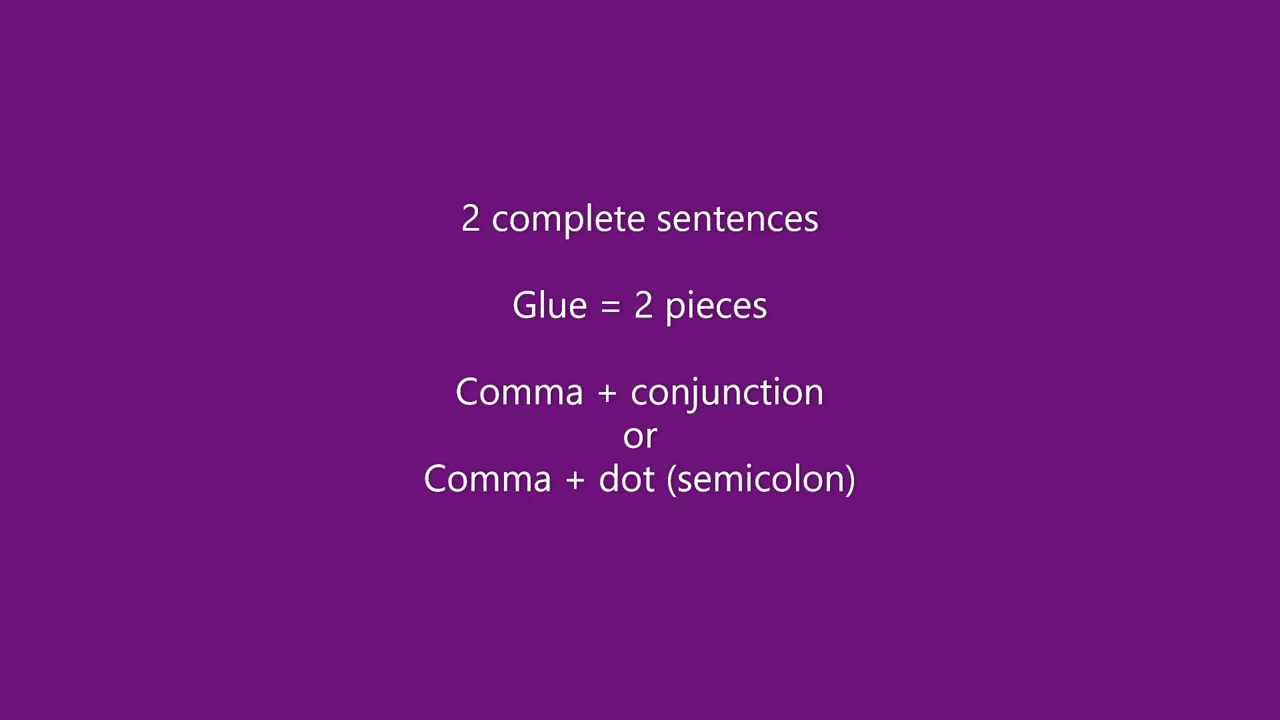 2 complete sentences
Glue = 2 pieces
Comma + conjunction
or
Comma + dot (semicolon)